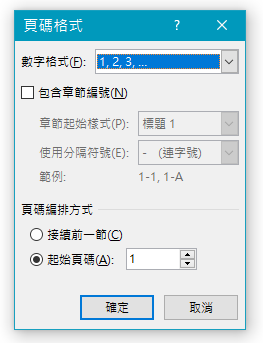 頁碼格式 ? ×
數字格式(F): 1, 2, 3, ...
包含章節編號(N)
章節起始樣式(P): 標題 1
使用分隔符號(E): - (連字號)
範例: 1-1, 1-A
頁碼編排方式
接續前一節(C)
起始頁碼(A): 1
確定 取消